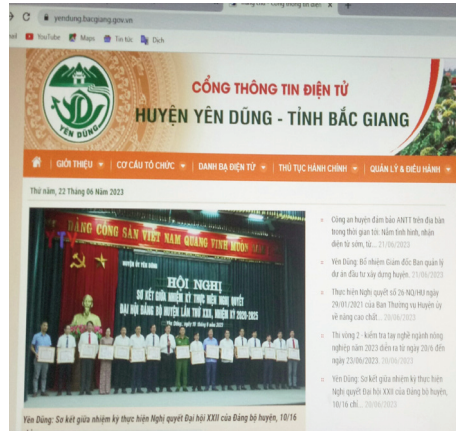 yendung.bacgiang.gov.vn
YouTube Maps Tin tức Dịch
YÊN DŨNG
CỔNG THÔNG TIN ĐIỆN TỬ
HUYỆN YÊN DŨNG - TỈNH BẮC GIANG
GIỚI THIỆU
CƠ CẤU TỔ CHỨC
DANH BẠ ĐIỆN TỬ
THỦ TỤC HÀNH CHÍNH
QUẢN LÝ & ĐIỀU HÀNH
Thứ năm, 22 Tháng 06 Năm 2023
ĐẢNG CỘNG SẢN VIỆT NAM QUANG VINH MUÔN
HUYỆN ỦY YÊN DŨNG
HỘI NGHỊ
SƠ KẾT GIỮA NHIỆM KỲ THỰC HIỆN NGHỊ QUYẾT
ĐẠI HỘI ĐẢNG BỘ HUYỆN LẦN THỨ XXII, NHIỆM KỲ 2020-2025
Yên Dũng: Sơ kết giữa nhiệm kỳ thực hiện Nghị quyết Đại hội XXII của Đảng bộ huyện, 10/16
Công an huyện đảm bảo ANTT trên địa bàn
trong thời gian tới: Nắm tình hình, nhận
diện từ sớm, từ... 21/06/2023
Yên Dũng: Bổ nhiệm Giám đốc Ban quản lý
dự án đầu tư xây dựng huyện. 21/06/2023
Thực hiện Nghị quyết số 26-NQ/HU ngày
29/01/2021 của Ban Thường vụ Huyện ủy
về nâng cao chất... 20/06/2023
Thi vòng 2 - kiểm tra tay nghề ngành nông
nghiệp năm 2023 diễn ra từ ngày 20/6 đến
ngày 23/06/2023. 20/06/2023
Yên Dũng: Sơ kết giữa nhiệm kỳ thực hiện
Nghị quyết Đại hội XXII của Đảng bộ huyện,
10/16 chỉ... 20/06/2023